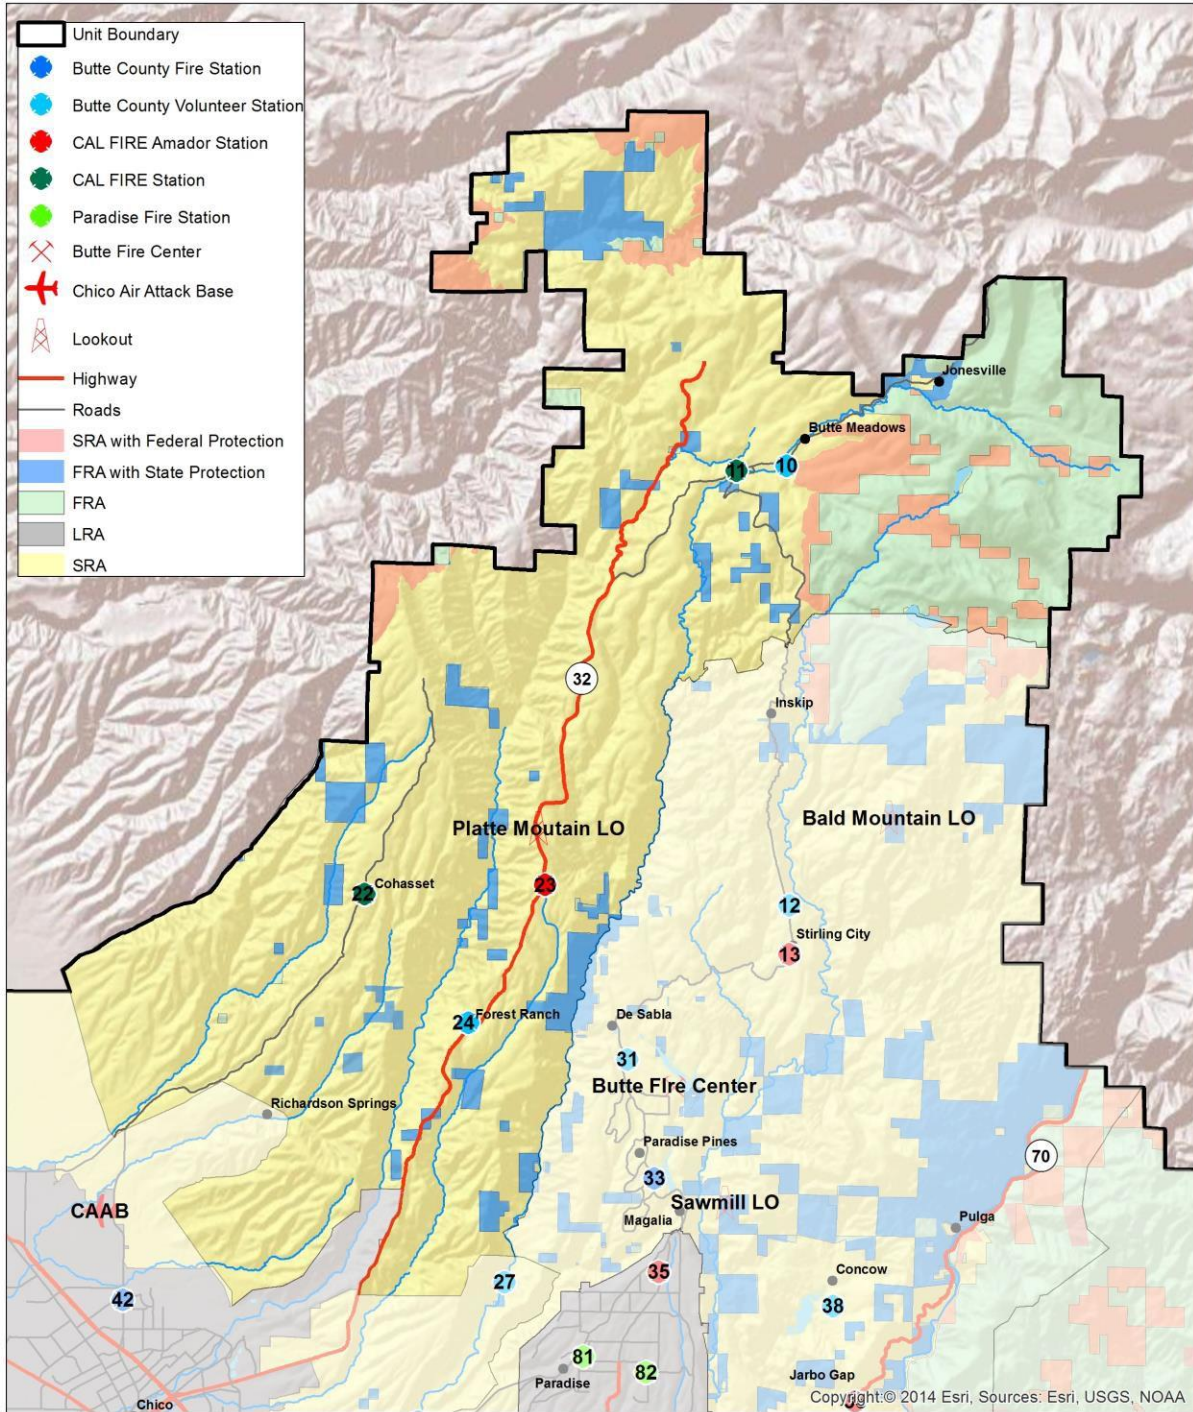 Unit Boundary
Butte County Fire Station
Butte County Volunteer Station
CAL FIRE Amador Station
CAL FIRE Station
Paradise Fire Station
Butte Fire Center
Chico Air Attack Base
Lookout
Highway
Roads
SRA with Federal Protection
FRA with State Protection
FRA
LRA
SRA
Jonesville
Butte Meadows
11
10
32
Inskip
Platte Moutain LO
Bald Mountain LO
22
Cohasset
23
12
Stirling City
13
24
Forest Ranch
De Sabla
31
Butte FIre Center
Richardson Springs
Paradise Pines
70
33
CAAB
Sawmill LO
Magalia
Pulga
42
27
35
Concow
38
81
82
Paradise
Jarbo Gap
Chico
Copyright:© 2014 Esri, Sources: Esri, USGS, NOAA